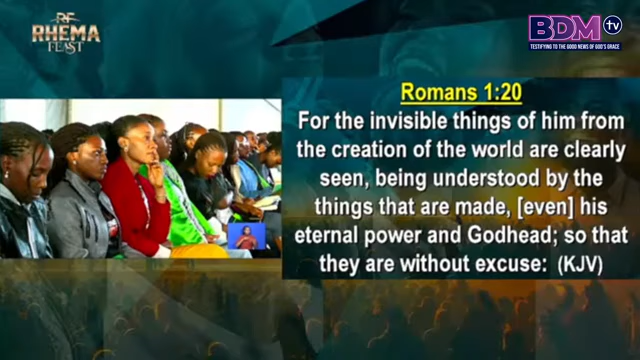 RF
RHEMA
FEAST
BDM tv
TESTIFYING TO THE GOOD NEWS OF GOD'S GRACE
Romans 1:20
For the invisible things of him from
the creation of the world are clearly
seen, being understood by the
things that are made, [even] his
eternal power and Godhead; so that
they are without excuse: (KJV)